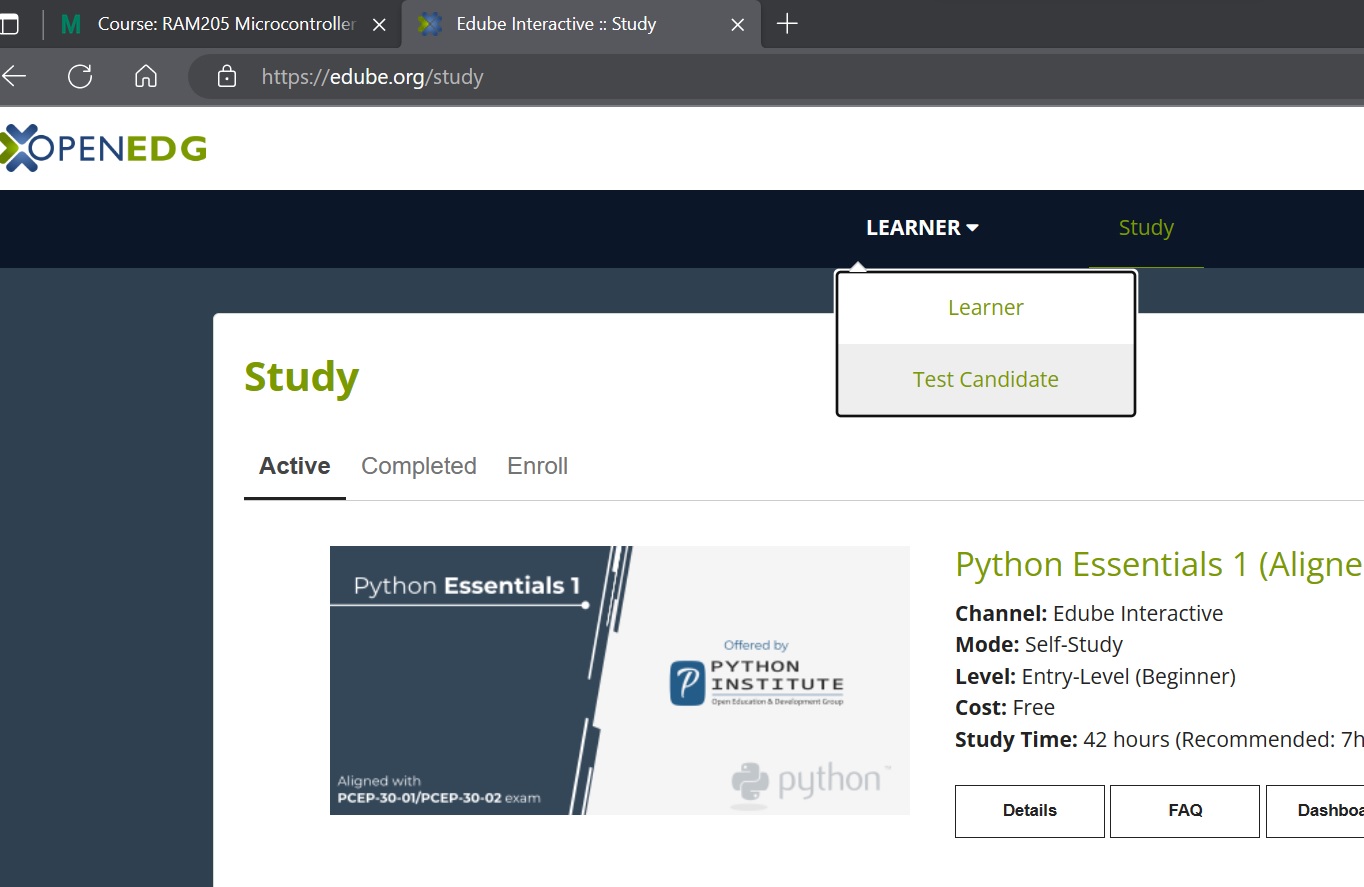 Course: RAM205 Microcontroller
Edube Interactive :: Study
https://edube.org/study
OPENEDG
LEARNER
Study
Learner
Test Candidate
Study
Active
Completed
Enroll
Python Essentials 1
Offered by
PYTHON
INSTITUTE
Open Education & Development Group
python
™
Aligned with
PCEP-30-01/PCEP-30-02 exam
Python Essentials 1 (Aligne
Channel: Edube Interactive
Mode: Self-Study
Level: Entry-Level (Beginner)
Cost: Free
Study Time: 42 hours (Recommended: 7h
Details
FAQ
Dashboa